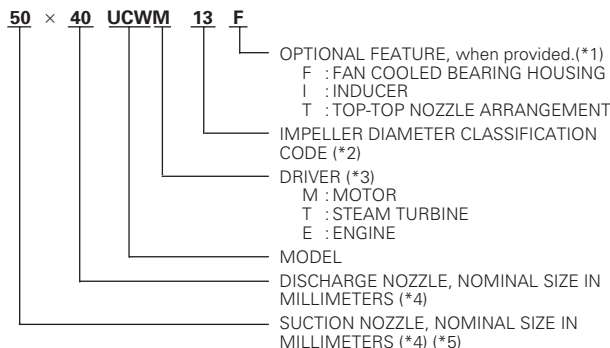 50 × 40 UCWM 13 F
OPTIONAL FEATURE, when provided.(*1)
F : FAN COOLED BEARING HOUSING
I : INDUCER
T : TOP-TOP NOZZLE ARRANGEMENT
IMPELLER DIAMETER CLASSIFICATION
CODE (*2)
DRIVER (*3)
M : MOTOR
T : STEAM TURBINE
E : ENGINE
MODEL
DISCHARGE NOZZLE, NOMINAL SIZE IN
MILLIMETERS (*4)
SUCTION NOZZLE, NOMINAL SIZE IN
MILLIMETERS (*4) (*5)